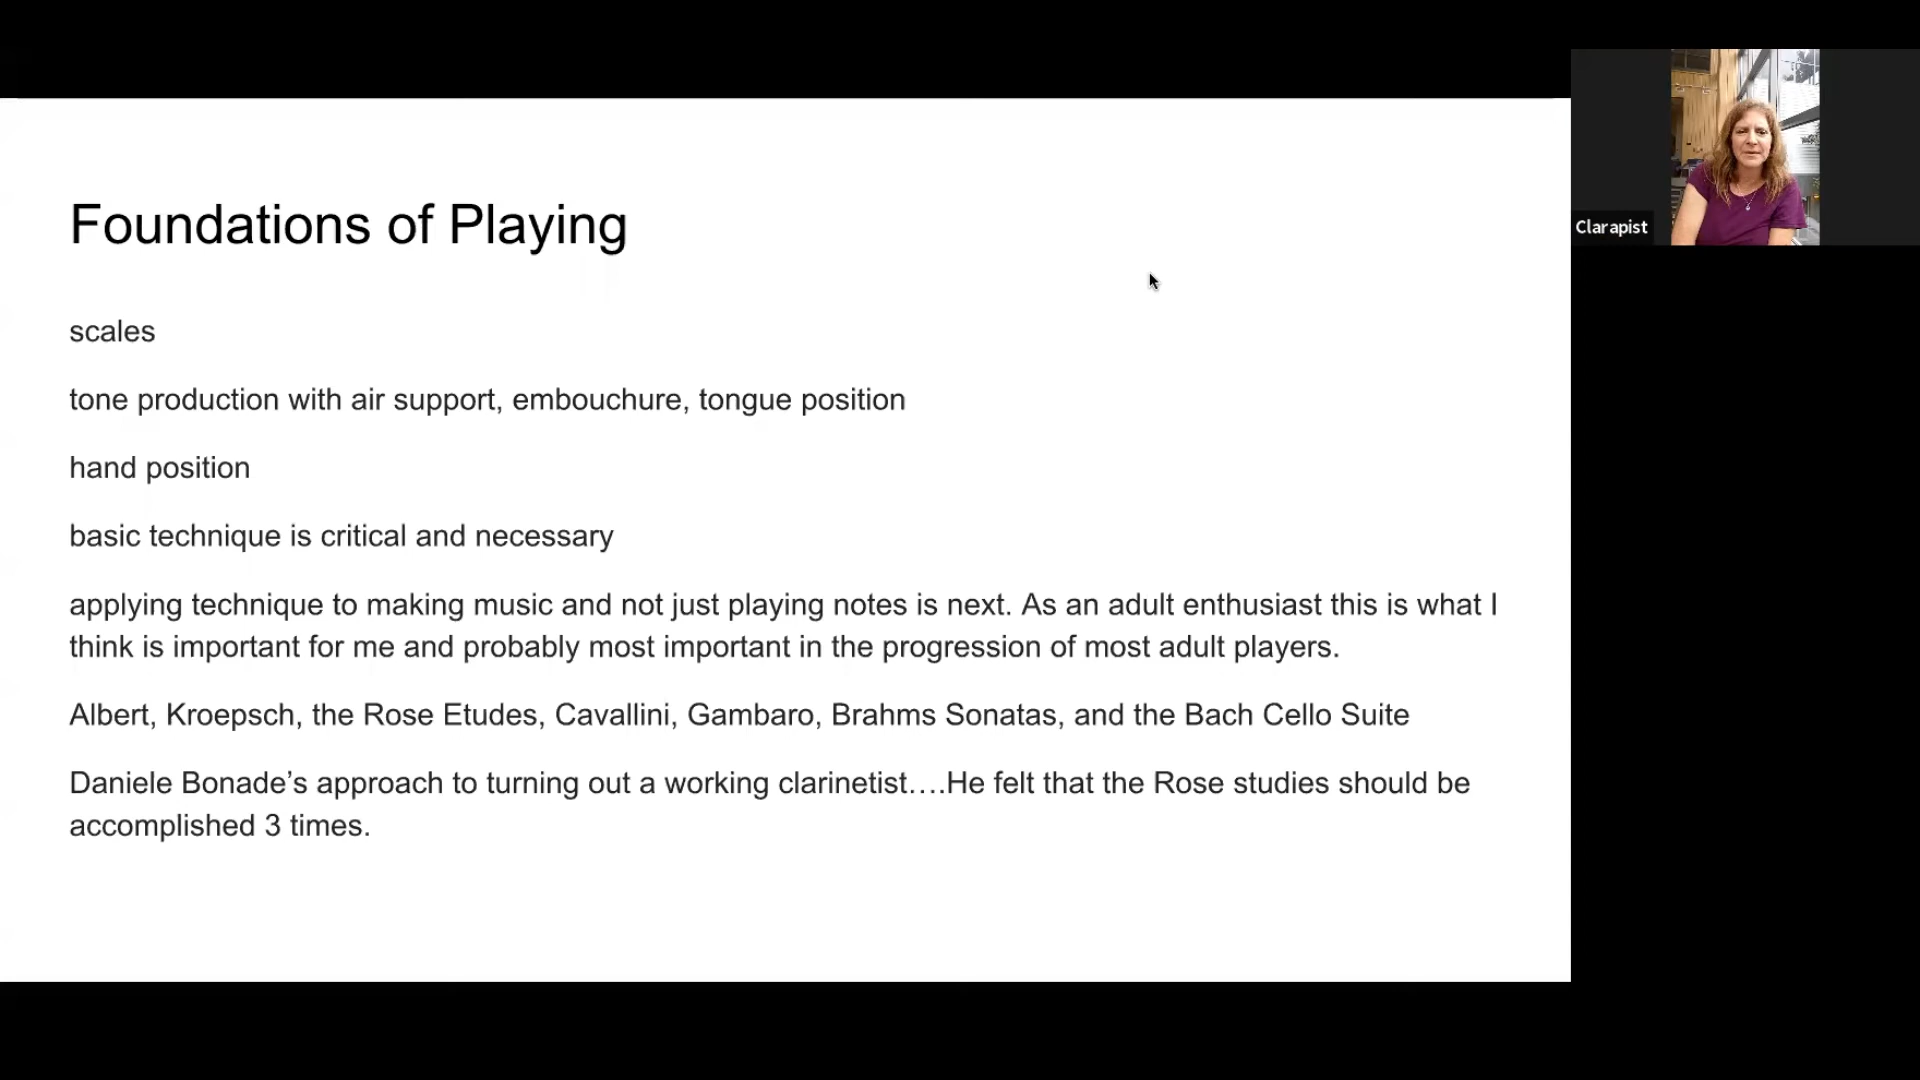 Foundations of Playing
scales
tone production with air support, embouchure, tongue position
hand position
basic technique is critical and necessary
applying technique to making music and not just playing notes is next. As an adult enthusiast this is what I
think is important for me and probably most important in the progression of most adult players.
Albert, Kroepsch, the Rose Etudes, Cavallini, Gambaro, Brahms Sonatas, and the Bach Cello Suite
Daniele Bonade’s approach to turning out a working clarinetist….He felt that the Rose studies should be
accomplished 3 times.
Clarapist